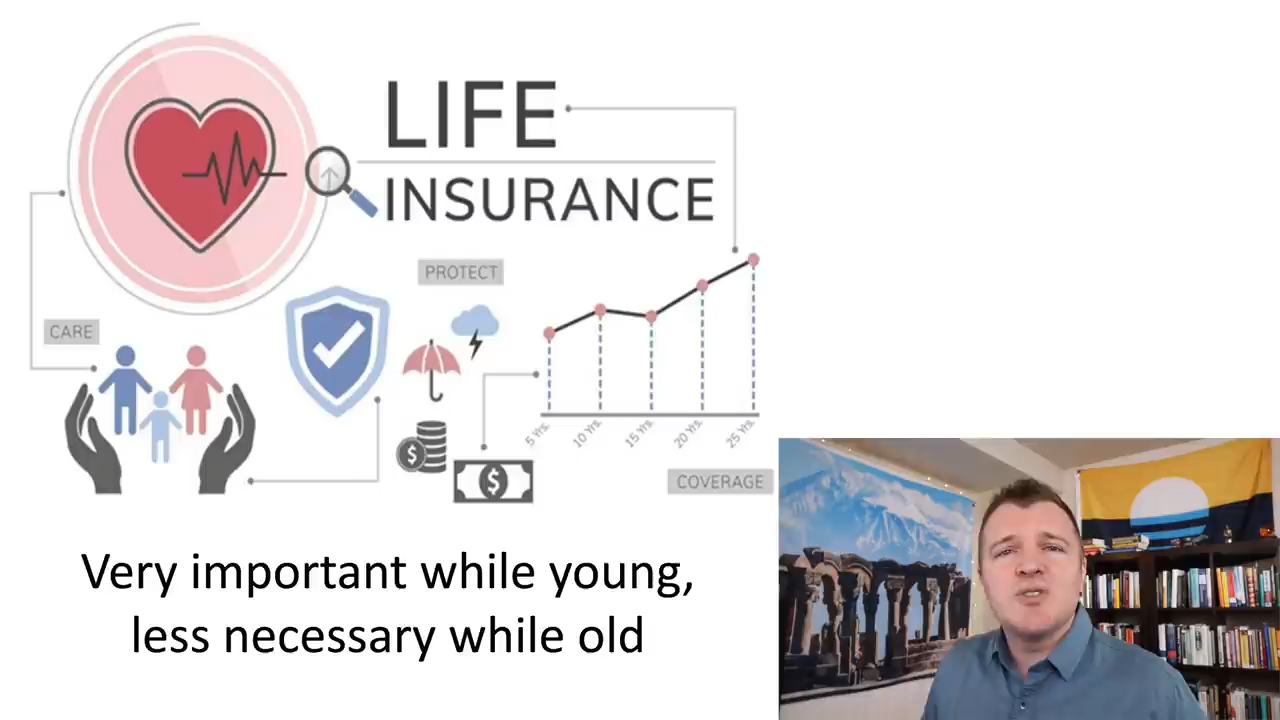 LIFE
INSURANCE
PROTECT
CARE
$
$
5 Yrs.
10 Yrs.
15 Yrs.
20 Yrs.
25 Yrs.
COVERAGE
Very important while young,
less necessary while old